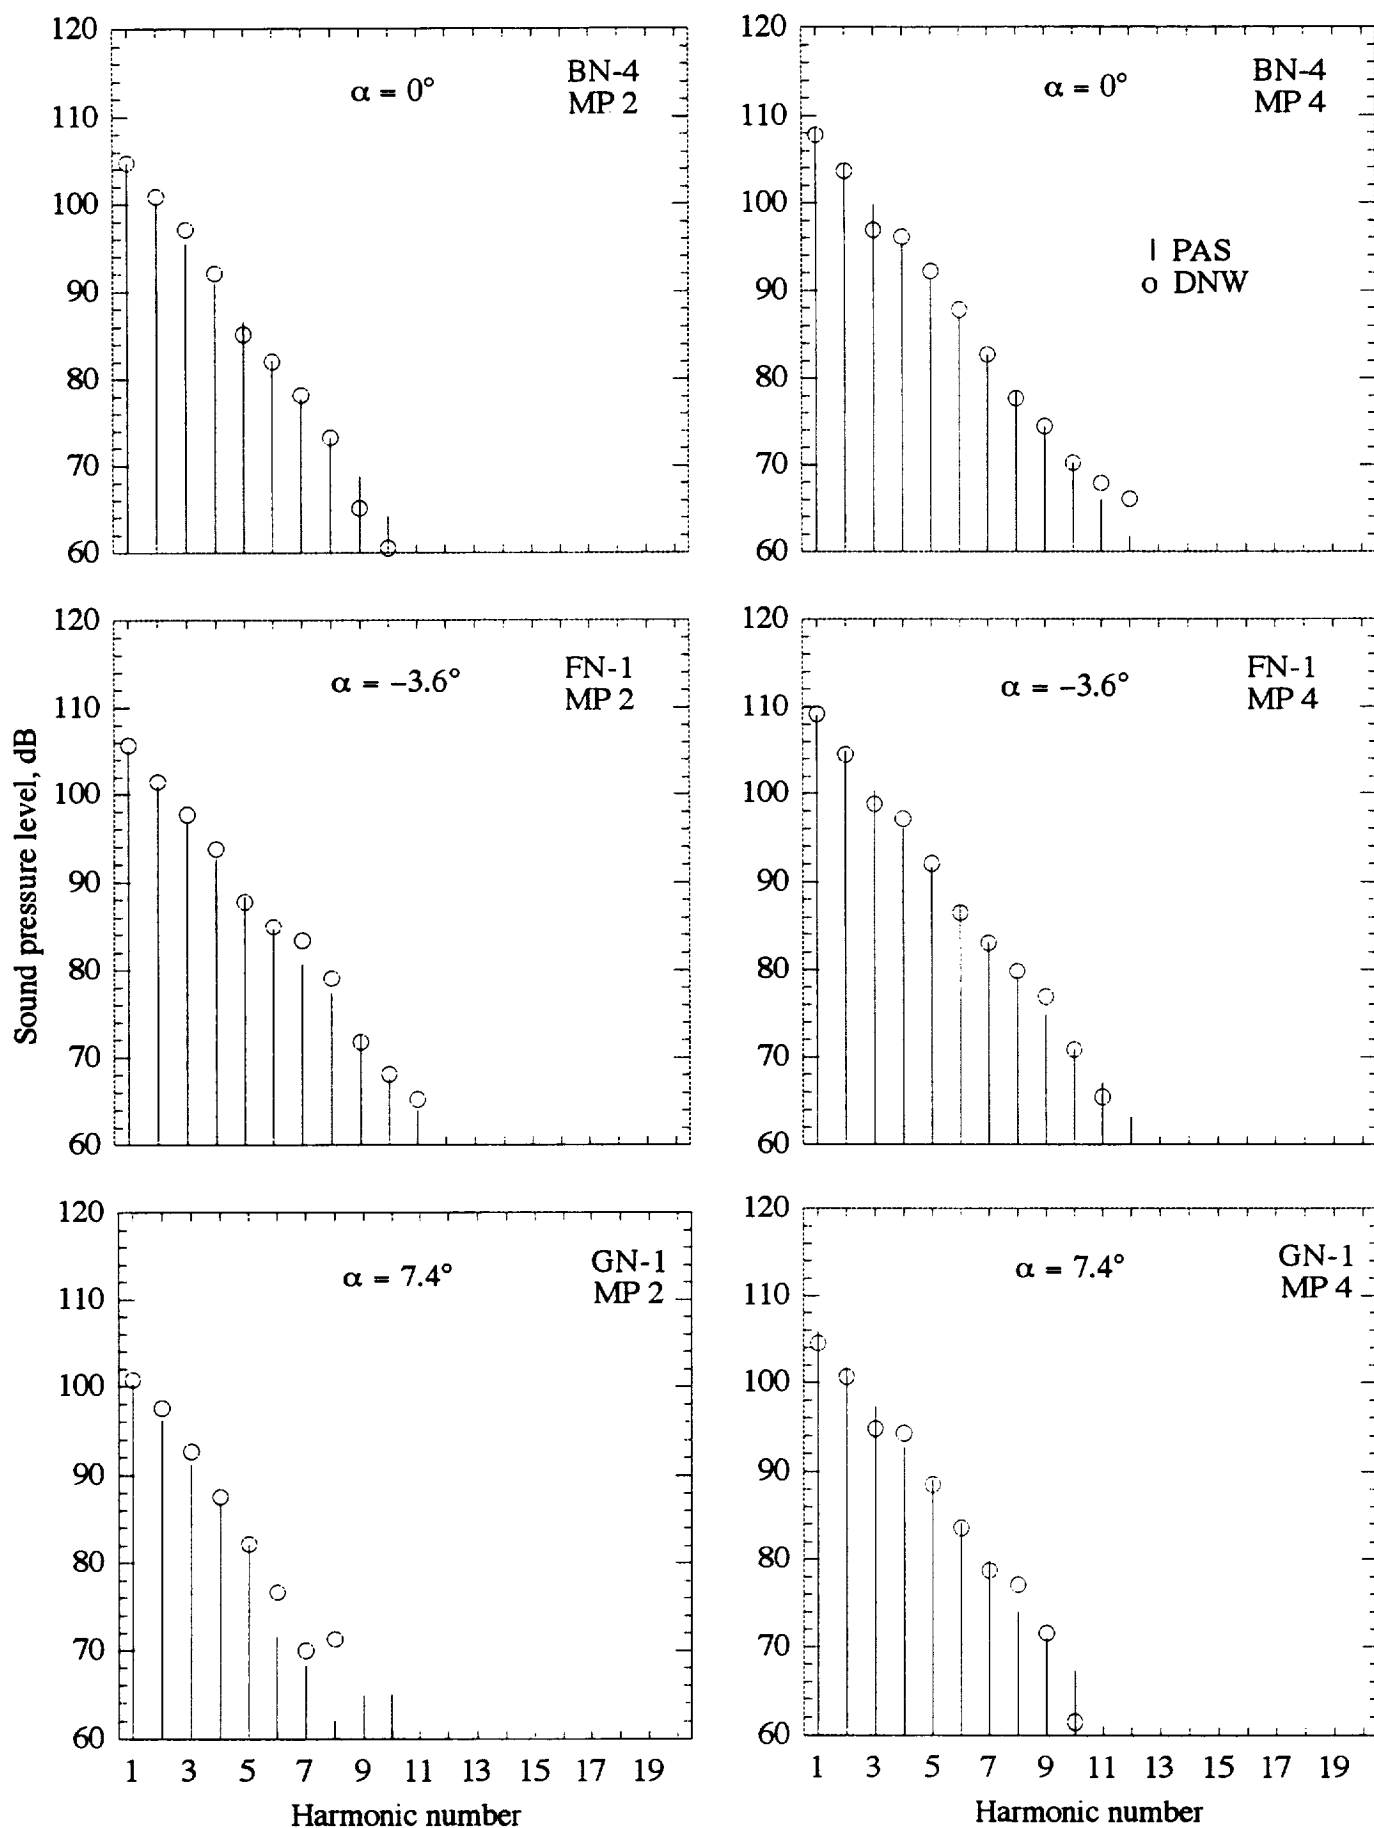 120
110
100
90
80
70
60
α = 0°
BN-4
MP 2
120
110
100
90
80
70
60
α = 0°
BN-4
MP 4
| PAS
o DNW
Sound pressure level, dB
120
110
100
90
80
70
60
α = –3.6°
FN-1
MP 2
120
110
100
90
80
70
60
α = –3.6°
FN-1
MP 4
120
110
100
90
80
70
60
α = 7.4°
GN-1
MP 2
1 3 5 7 9 11 13 15 17 19
Harmonic number
120
110
100
90
80
70
60
α = 7.4°
GN-1
MP 4
1 3 5 7 9 11 13 15 17 19
Harmonic number